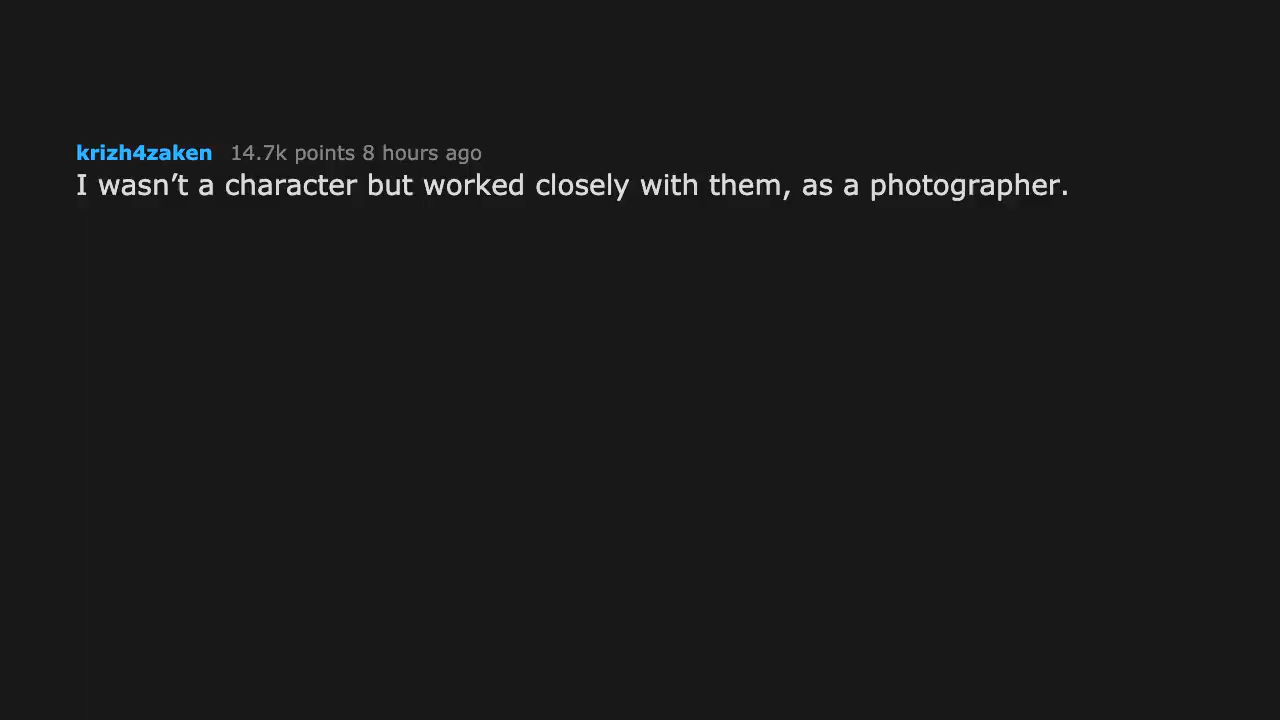 krizh4zaken 14.7k points 8 hours ago
I wasn’t a character but worked closely with them, as a photographer.